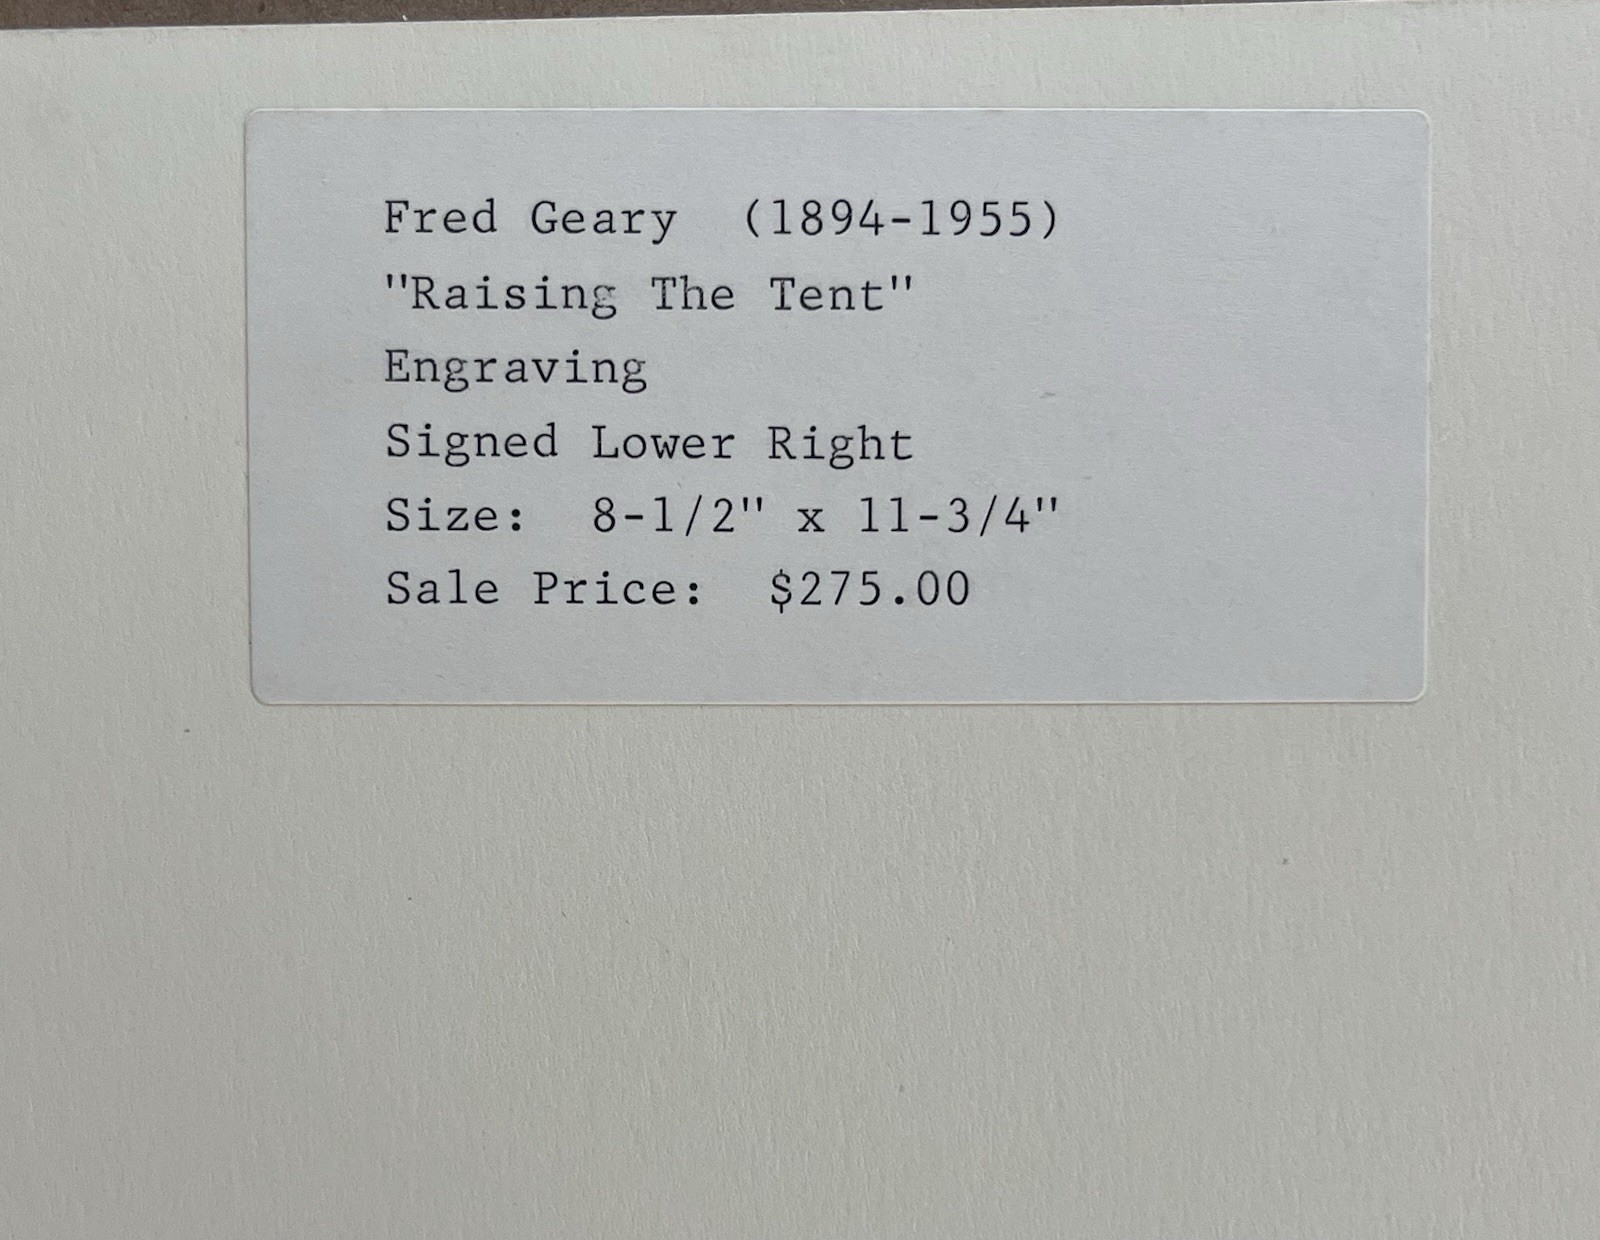 Fred Geary (1894-1955)
"Raising The Tent"
Engraving
Signed Lower Right
Size: 8-1/2" x 11-3/4"
Sale Price: $275.00